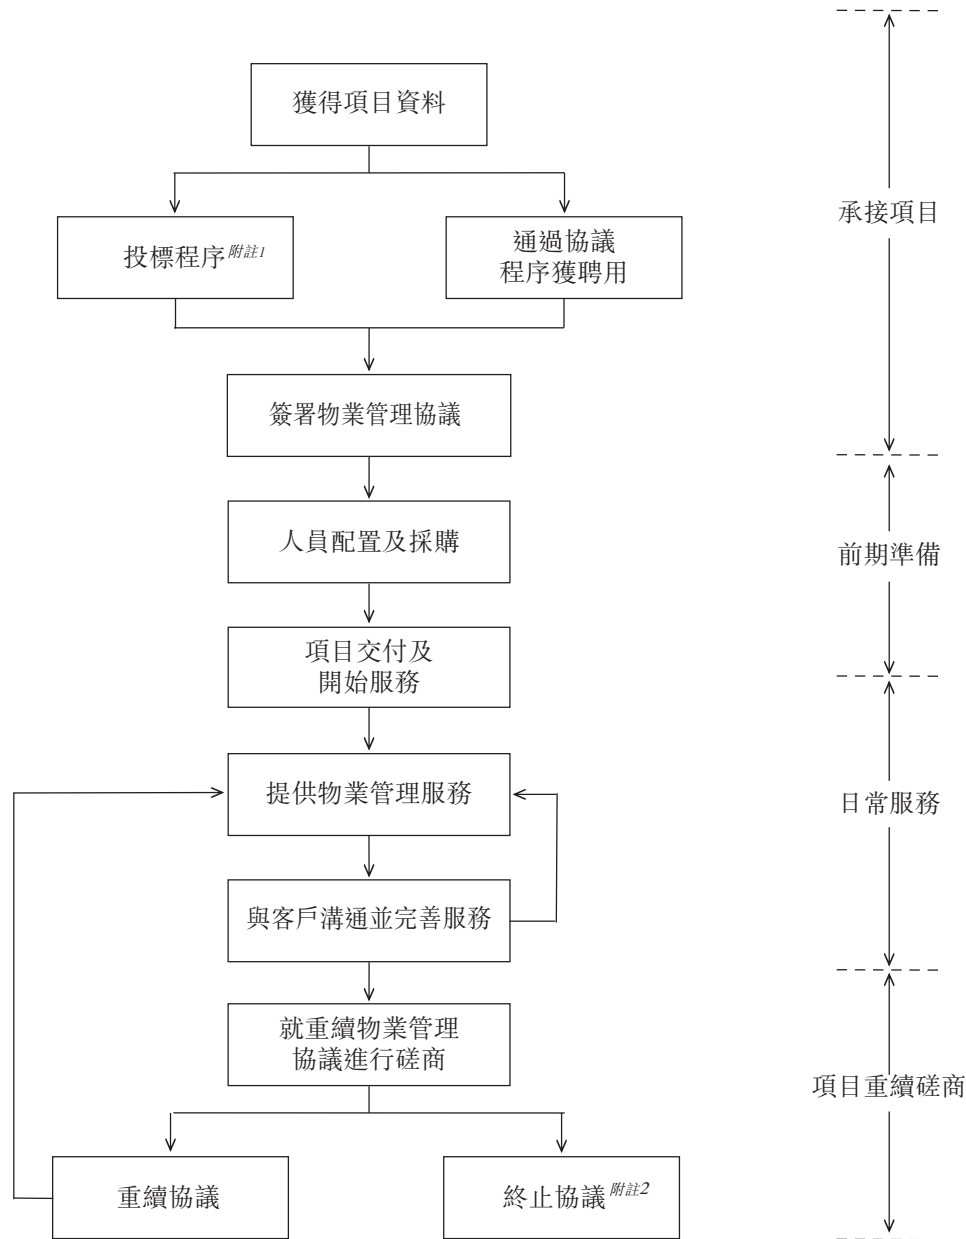 獲得項目資料
承接項目
投標程序附註1
通過協議
程序獲聘用
簽署物業管理協議
人員配置及採購
前期準備
項目交付及
開始服務
提供物業管理服務
日常服務
與客戶溝通並完善服務
就重續物業管理
協議進行磋商
項目重續磋商
重續協議
終止協議附註2